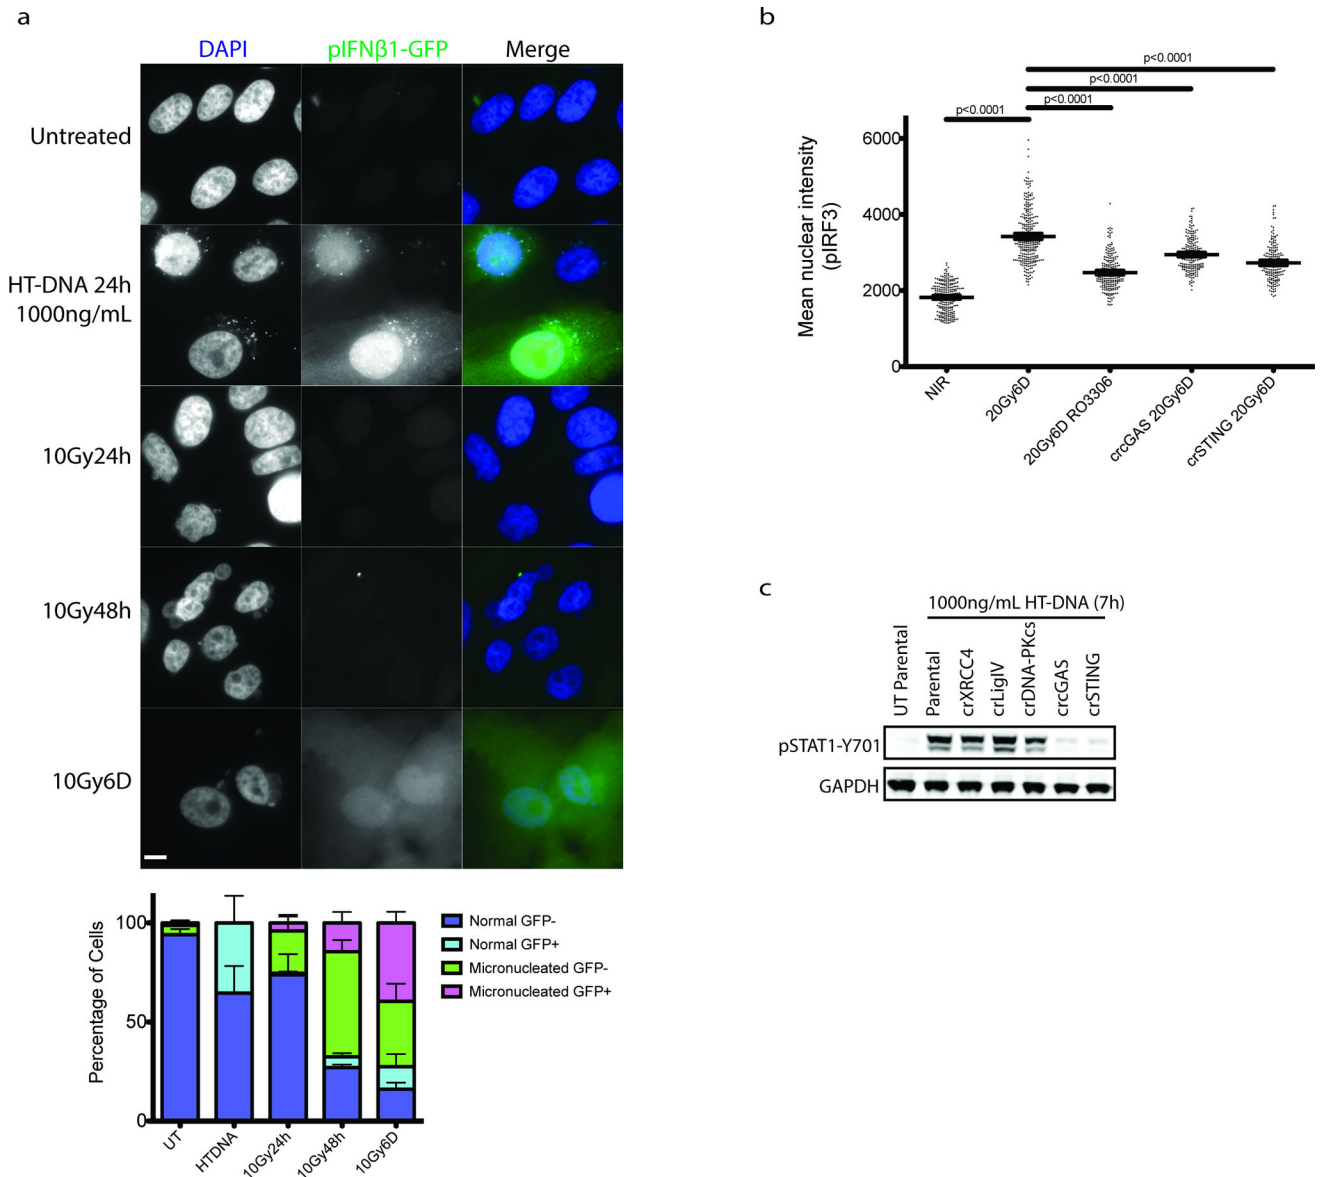 a
DAPI pIFNβ1-GFP Merge
Untreated
HT-DNA 24h
1000ng/mL
10Gy24h
10Gy48h
10Gy6D
Percentage of Cells
100
50
0
UT
HTDNA
10Gy24h
10Gy48h
10Gy6D
Normal GFP-
Normal GFP+
Micronucleated GFP-
Micronucleated GFP+
b
p<0.0001
p<0.0001
p<0.0001
p<0.0001
Mean nuclear intensity
(pIRF3)
6000
4000
2000
0
NIR
20Gy6D
20Gy6D RO3306
crcGAS 20Gy6D
crSTING 20Gy6D
c
1000ng/mL HT-DNA (7h)
UT Parental
Parental
crXRCC4
crLigIV
crDNA-PKcs
crcGAS
crSTING
pSTAT1-Y701
GAPDH